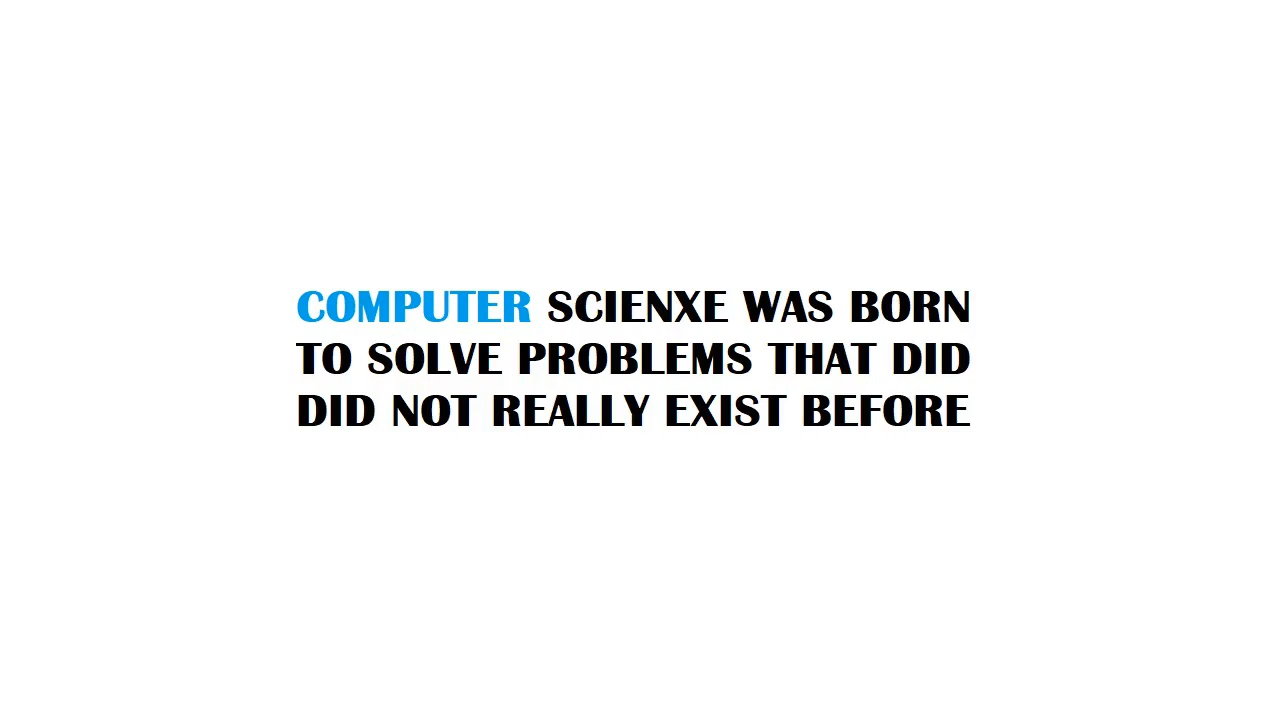 COMPUTER SCIENXE WAS BORN
TO SOLVE PROBLEMS THAT DID
DID NOT REALLY EXIST BEFORE